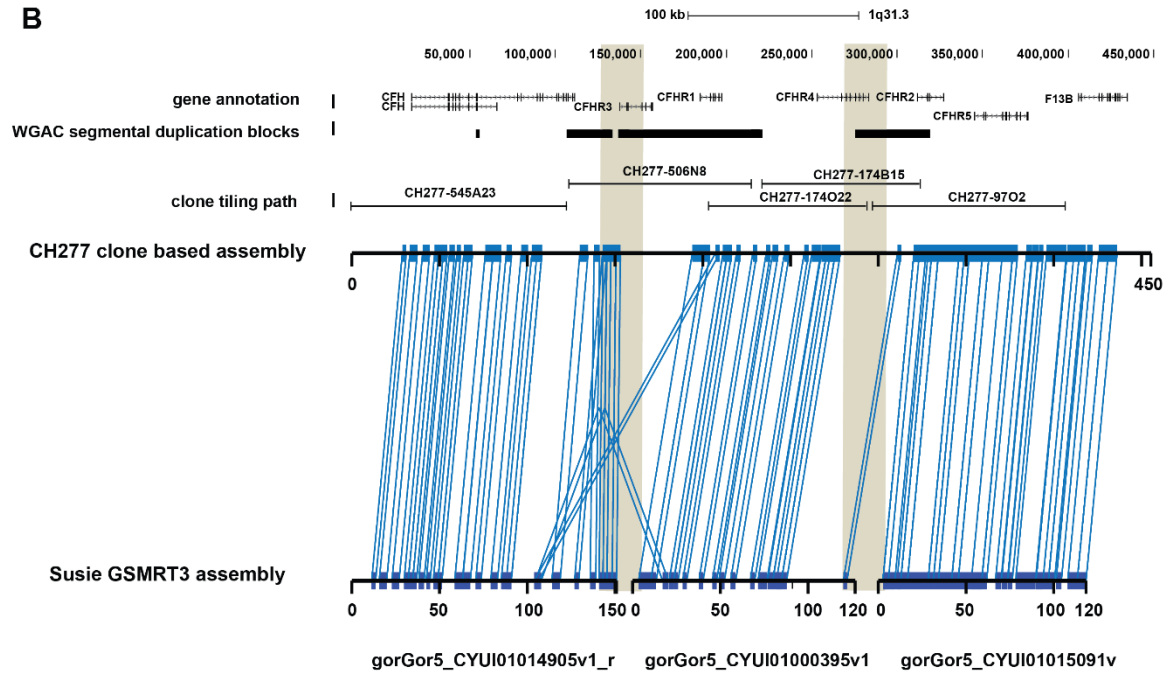 B
100 kb 1q31.3
50,000 100,000 150,000 200,000 250,000 300,000 350,000 400,000 450,000
gene annotation CFH CFHR1 CFHR4 CFHR2 F13B
CFH CFHR3
CFHR5
WGAC segmental duplication blocks
CH277-506N8 CH277-174B15
clone tiling path CH277-545A23 CH277-174O22 CH277-97O2
CH277 clone based assembly
0 450
Susie GSMRT3 assembly
0 50 100 150 0 50 100 120 0 50 100 120
gorGor5_CYUI01014905v1_r gorGor5_CYUI01000395v1 gorGor5_CYUI01015091v